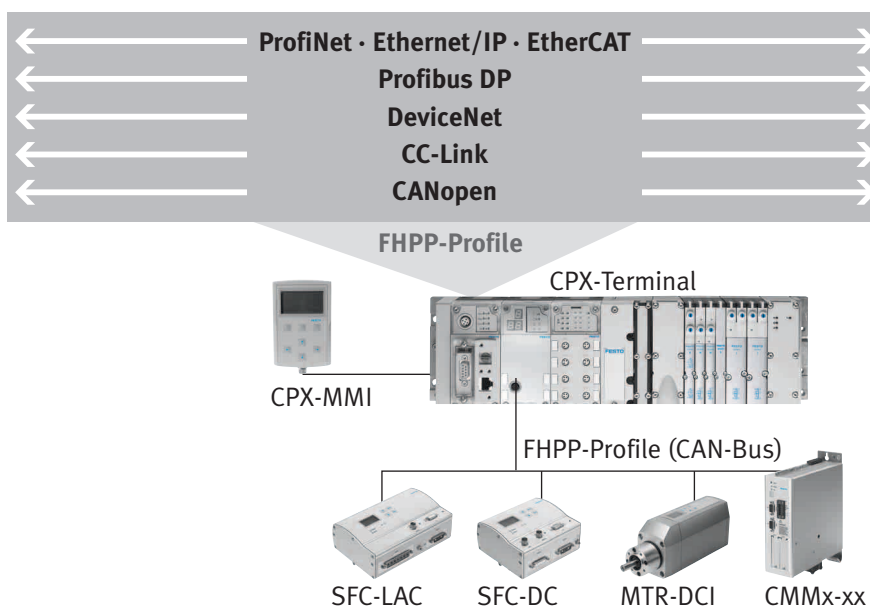 ProfiNet · Ethernet/IP · EtherCAT
Profibus DP
DeviceNet
CC-Link
CANopen
FHPP-Profile
CPX-Terminal
FESTO
CPX-MMI
FHPP-Profile (CAN-Bus)
SFC-LAC SFC-DC MTR-DCI CMMx-xx